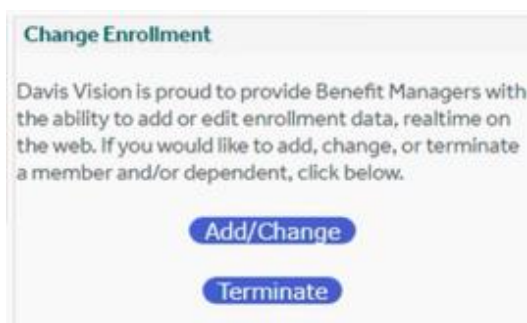 Change Enrollment
Davis Vision is proud to provide Benefit Managers with
the ability to add or edit enrollment data, realtime on
the web. If you would like to add, change, or terminate
a member and/or dependent, click below.
Add/Change
Terminate